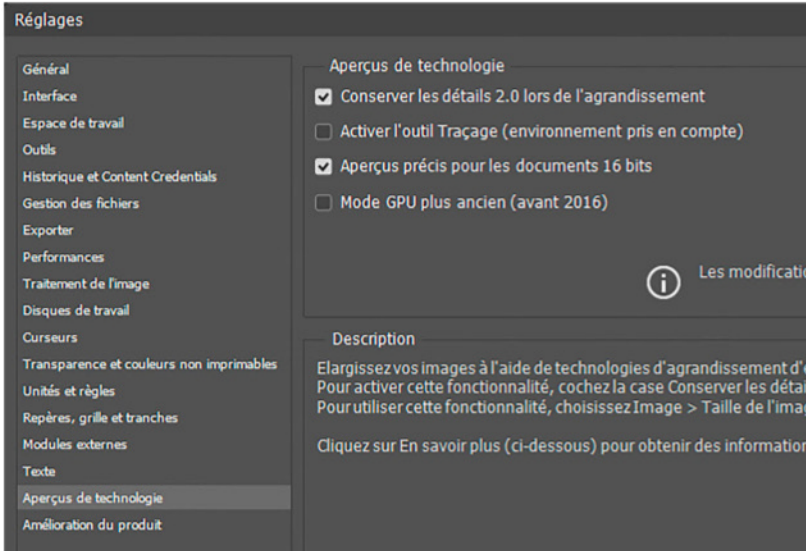 Réglages
Général
Interface
Espace de travail
Outils
Historique et Content Credentials
Gestion des fichiers
Exporter
Performances
Traitement de l'image
Disques de travail
Curseurs
Transparence et couleurs non imprimables
Unités et règles
Repères, grille et tranches
Modules externes
Texte
Aperçus de technologie
Amélioration du produit
Aperçus de technologie
Conserver les détails 2.0 lors de l'agrandissement
Activer l'outil Traçage (environnement pris en compte)
Aperçus précis pour les documents 16 bits
Mode GPU plus ancien (avant 2016)
Les modificatio
Description
Elargissez vos images à l'aide de technologies d'agrandissement d'
Pour activer cette fonctionnalité, cochez la case Conserver les détai
Pour utiliser cette fonctionnalité, choisissez Image > Taille de l'imag
Cliquez sur En savoir plus (ci-dessous) pour obtenir des information